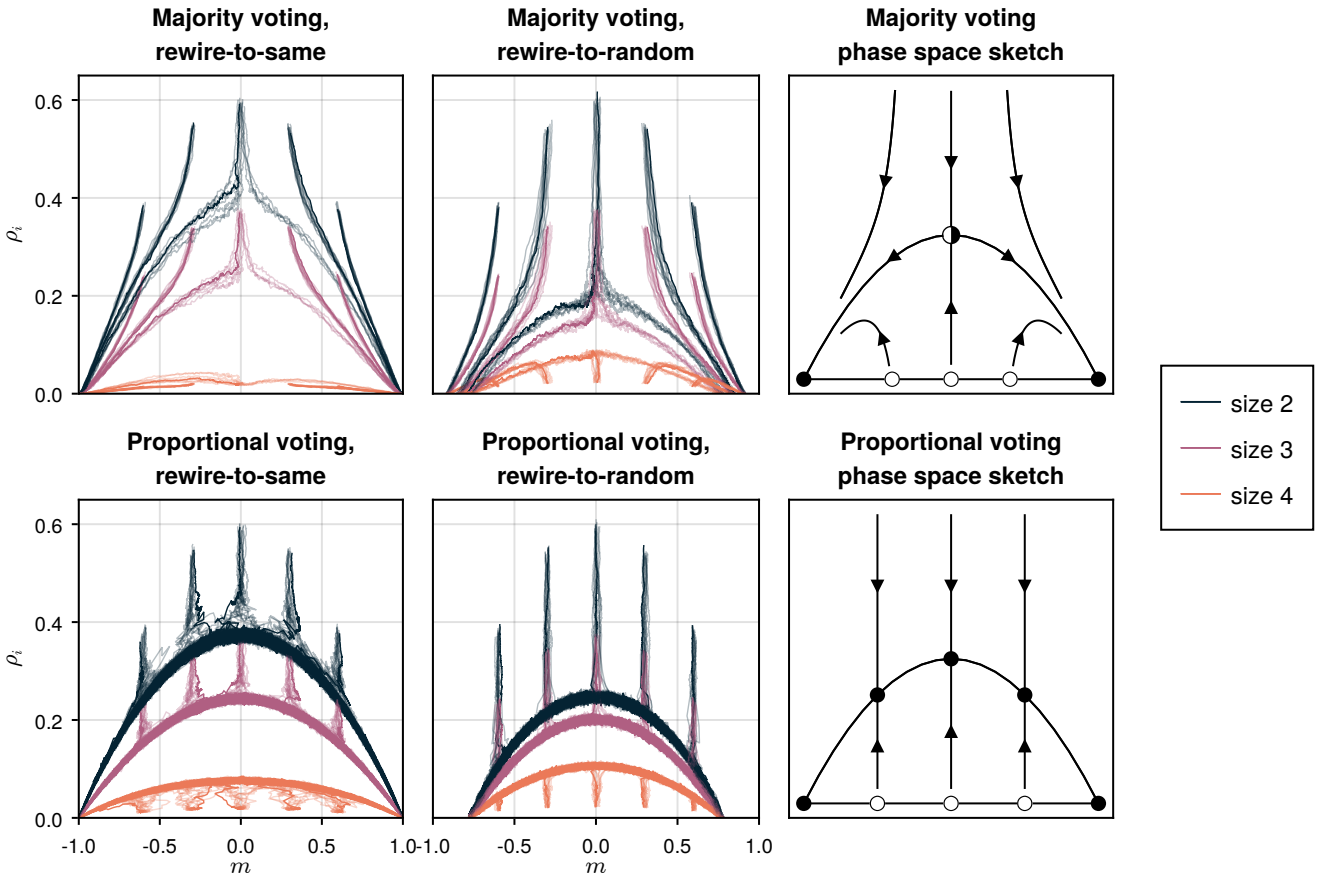 Majority voting,
rewire-to-same
Majority voting,
rewire-to-random
Majority voting
phase space sketch
0.6
0.4
0.2
0.0
ρi
size 2
size 3
size 4
Proportional voting,
rewire-to-same
Proportional voting,
rewire-to-random
Proportional voting
phase space sketch
0.6
0.4
0.2
0.0
ρi
-1.0 -0.5 0.0 0.5 1.0
m
-1.0 -0.5 0.0 0.5 1.0
m